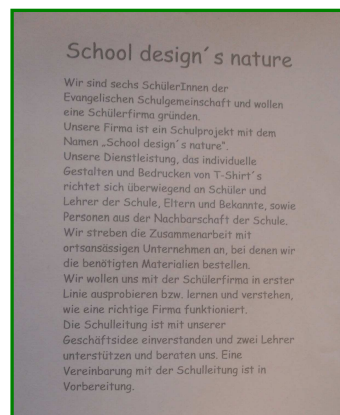 School design´s nature
Wir sind sechs SchülerInnen der
Evangelischen Schulgemeinschaft und wollen
eine Schülerfirma gründen.
Unsere Firma ist ein Schulprojekt mit dem
Namen „School design´s nature".
Unsere Dienstleistung, das individuelle
Gestalten und Bedrucken von T-Shirt´s
richtet sich überwiegend an Schüler und
Lehrer der Schule, Eltern und Bekannte, sowie
Personen aus der Nachbarschaft der Schule.
Wir streben die Zusammenarbeit mit
ortsansässigen Unternehmen an, bei denen wir
die benötigten Materialien bestellen.
Wir wollen uns mit der Schülerfirma in erster
Linie ausprobieren bzw. lernen und verstehen,
wie eine richtige Firma funktioniert.
Die Schulleitung ist mit unserer
Geschäftsidee einverstanden und zwei Lehrer
unterstützen und beraten uns. Eine
Vereinbarung mit der Schulleitung ist in
Vorbereitung.